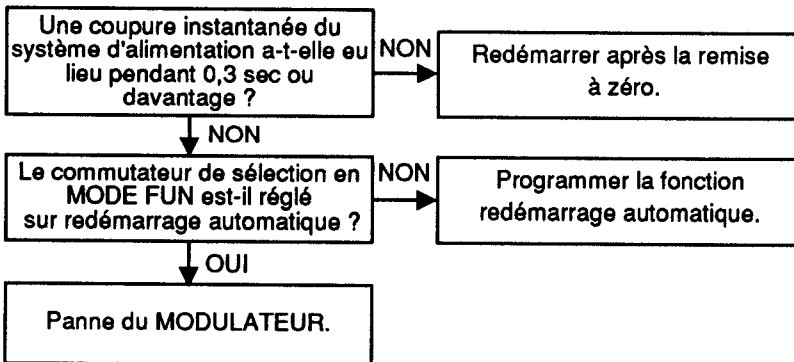 Une coupure instantanée du
système d'alimentation a-t-elle eu
lieu pendant 0,3 sec ou
davantage ?
NON
Redémarrer après la remise
à zéro.
NON
Le commutateur de sélection en
MODE FUN est-il réglé
sur redémarrage automatique ?
NON
Programmer la fonction
redémarrage automatique.
OUI
Panne du MODULATEUR.